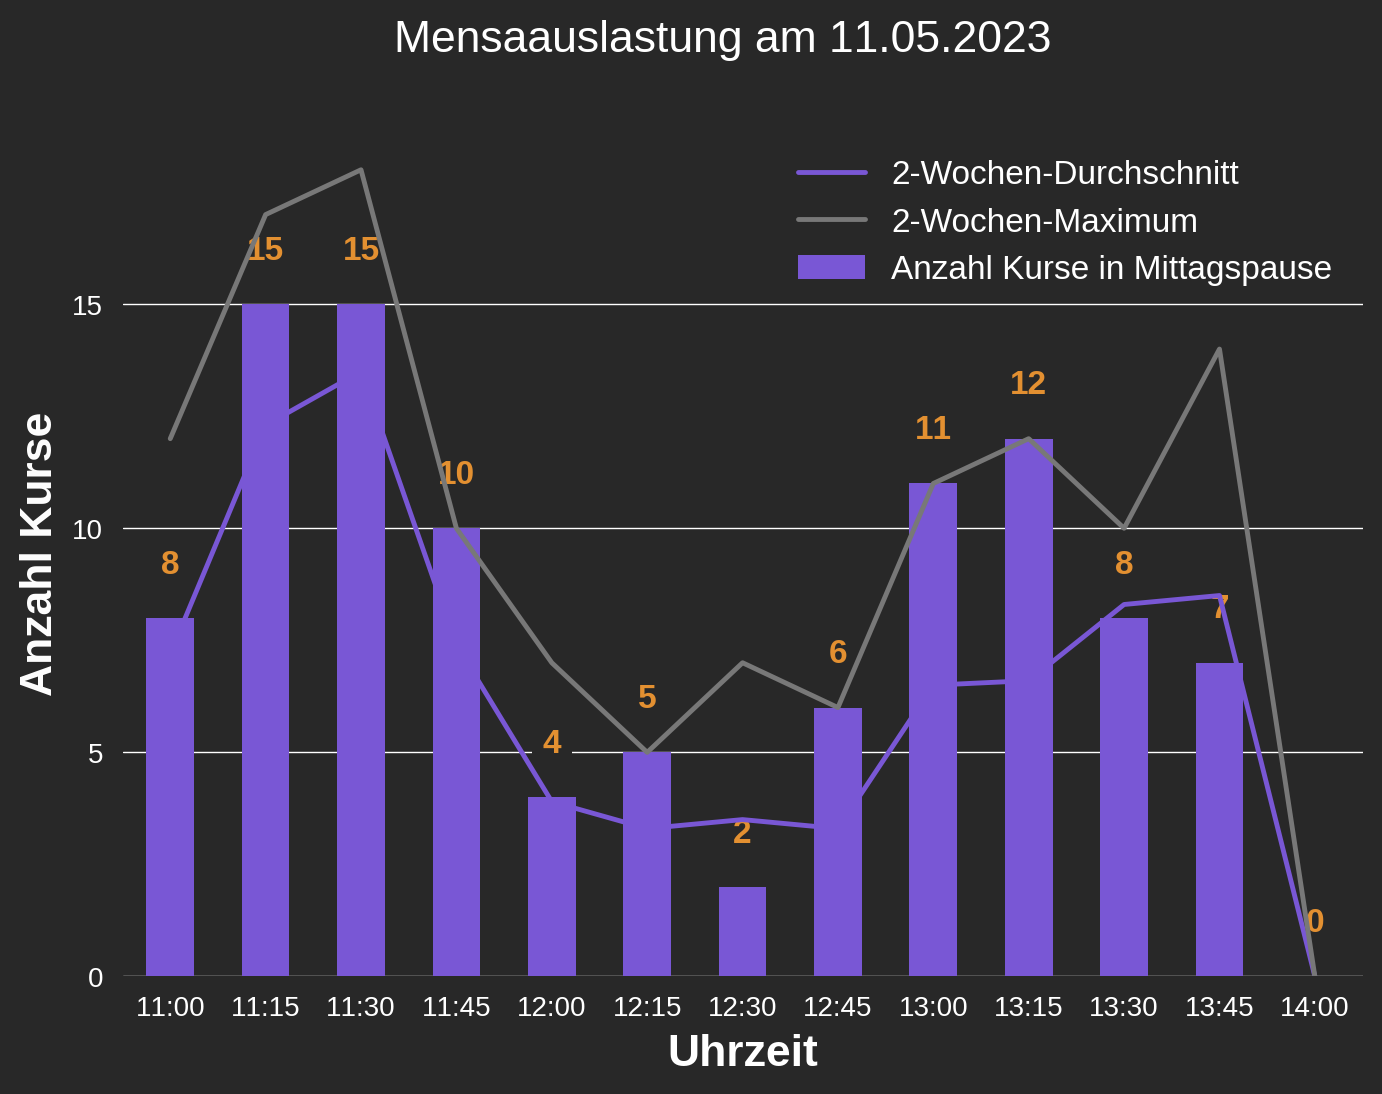 Mensaauslastung am 11.05.2023
2-Wochen-Durchschnitt
2-Wochen-Maximum
Anzahl Kurse in Mittagspause
15
15
15
12
11
10
10
8
8
7
6
5
5
4
2
0
0
Anzahl Kurse
11:00 11:15 11:30 11:45 12:00 12:15 12:30 12:45 13:00 13:15 13:30 13:45 14:00
Uhrzeit